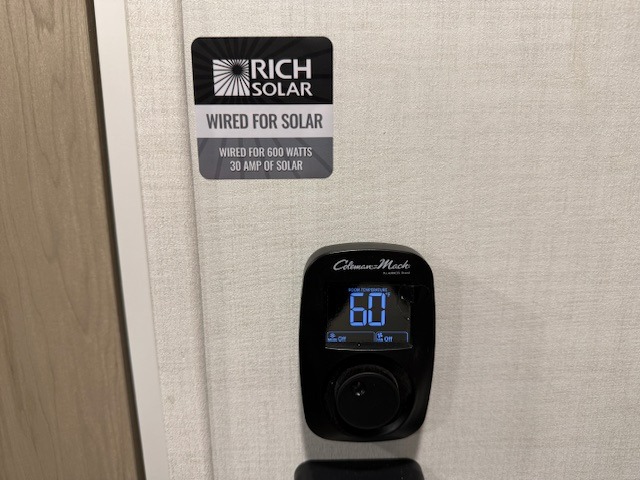 RICH
SOLAR
WIRED FOR SOLAR
WIRED FOR 600 WATTS
30 AMP OF SOLAR
Coleman-Mach
ROOM TEMPERATURE
60°F
Off
Off